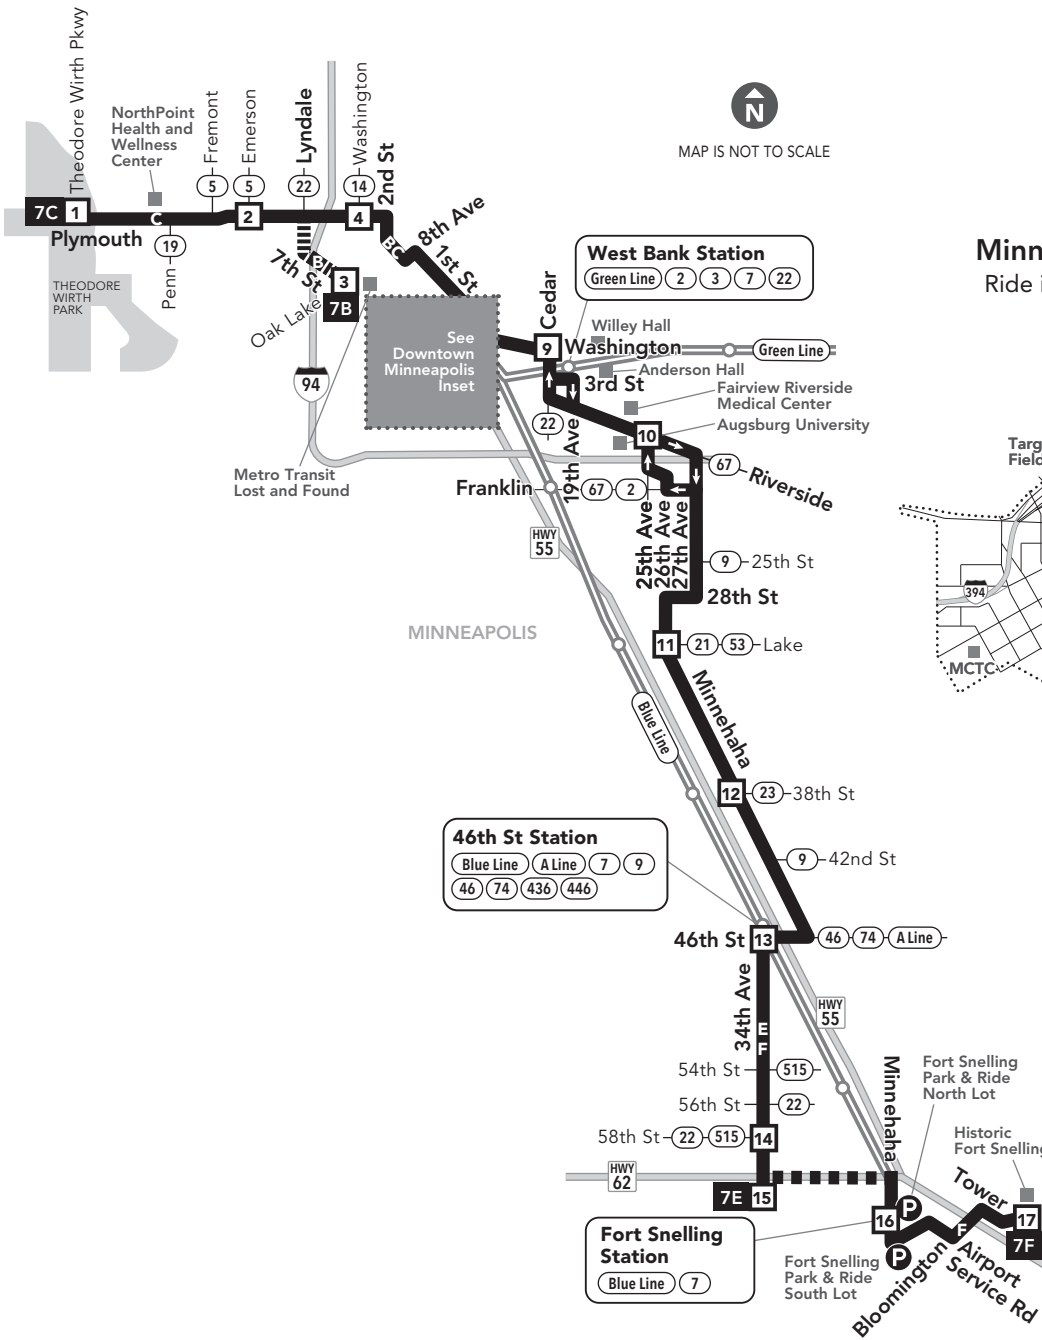 Theodore Wirth Pkwy
NorthPoint
Health and
Wellness
Center
Fremont
Emerson
Lyndale
Washington
2nd St
5
5
22
14
7C
1
C
2
4
Plymouth
19
Penn
BC
8th Ave
1st St
7th St
B
3
7B
Oak Lake
THEODORE
WIRTH
PARK
94
See
Downtown
Minneapolis
Inset
Metro Transit
Lost and Found
N
MAP IS NOT TO SCALE
West Bank Station
Green Line
2
3
7
22
Minn
Ride i
Cedar
9
Willey Hall
Washington
Green Line
Anderson Hall
3rd St
Fairview Riverside
Medical Center
22
10
Augsburg University
19th Ave
67
Riverside
Franklin
67
2
HWY
55
25th Ave
26th Ave
27th Ave
9
25th St
28th St
Targ
Field
394
MCTC
MINNEAPOLIS
11
21
53
Lake
Minnehaha
Blue Line
12
23
38th St
46th St Station
Blue Line
A Line
7
9
46
74
436
446
9
42nd St
46th St
13
46
74
A Line
34th Ave
E
F
HWY
55
54th St
515
56th St
22
58th St
22
515
14
Minnehaha
Fort Snelling
Park & Ride
North Lot
Historic
Fort Snelling
HWY
62
7E
15
16
P
Tower
17
7F
F
P
Fort Snelling
Station
Blue Line
7
Fort Snelling
Park & Ride
South Lot
Bloomington
Airport
Service Rd